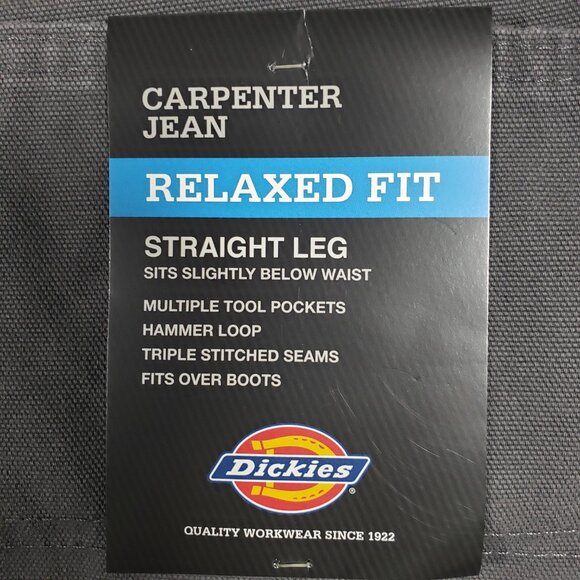 CARPENTER
JEAN
RELAXED FIT
STRAIGHT LEG
SITS SLIGHTLY BELOW WAIST
MULTIPLE TOOL POCKETS
HAMMER LOOP
TRIPLE STITCHED SEAMS
FITS OVER BOOTS
Dickies®
QUALITY WORKWEAR SINCE 1922